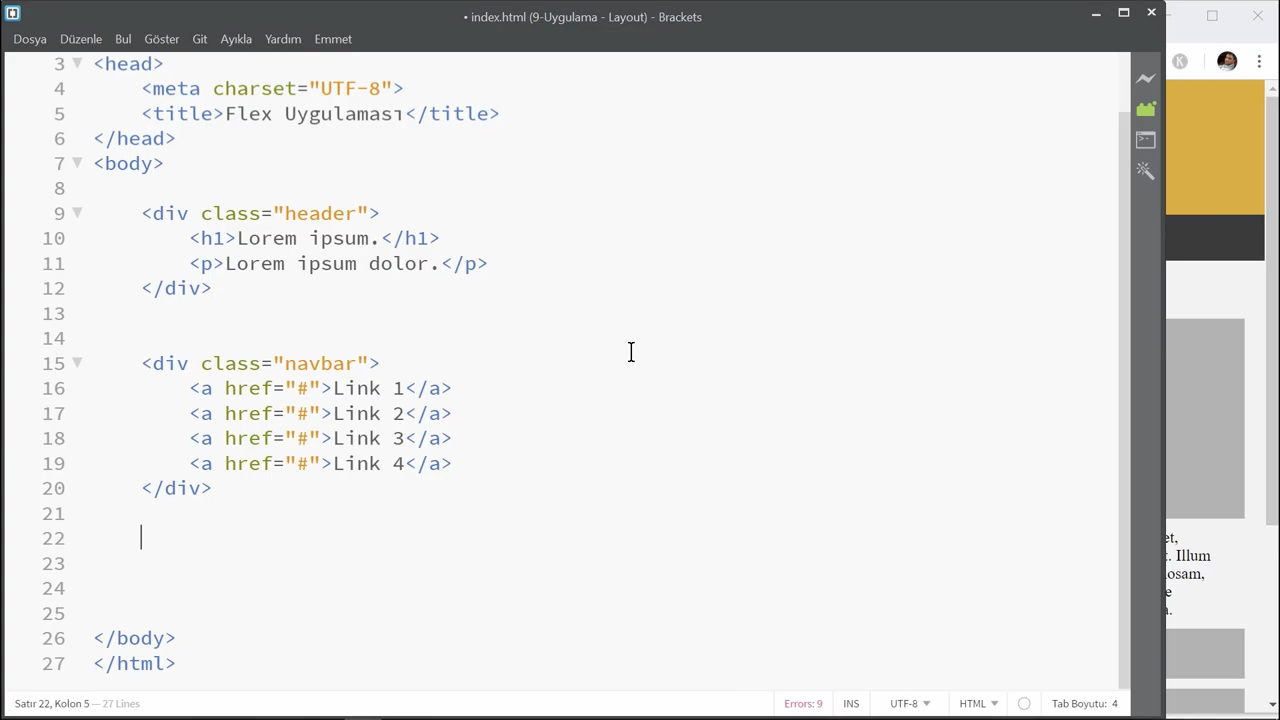 • index.html (9-Uygulama - Layout) - Brackets
Dosya Düzenle Bul Göster Git Ayıkla Yardım Emmet
3 <head>
4 <meta charset="UTF-8">
5 <title>Flex Uygulaması</title>
6 </head>
7 <body>
8
9 <div class="header">
10 <h1>Lorem ipsum.</h1>
11 <p>Lorem ipsum dolor.</p>
12 </div>
13
14
15 <div class="navbar">
16 <a href="#">Link 1</a>
17 <a href="#">Link 2</a>
18 <a href="#">Link 3</a>
19 <a href="#">Link 4</a>
20 </div>
21
22
23
24
25
26 </body>
27 </html>
Satır 22, Kolon 5 — 27 Lines
Errors: 9 INS UTF-8 HTML Tab Boyutu: 4
K
et,
t. Illum
osam,
e
a.